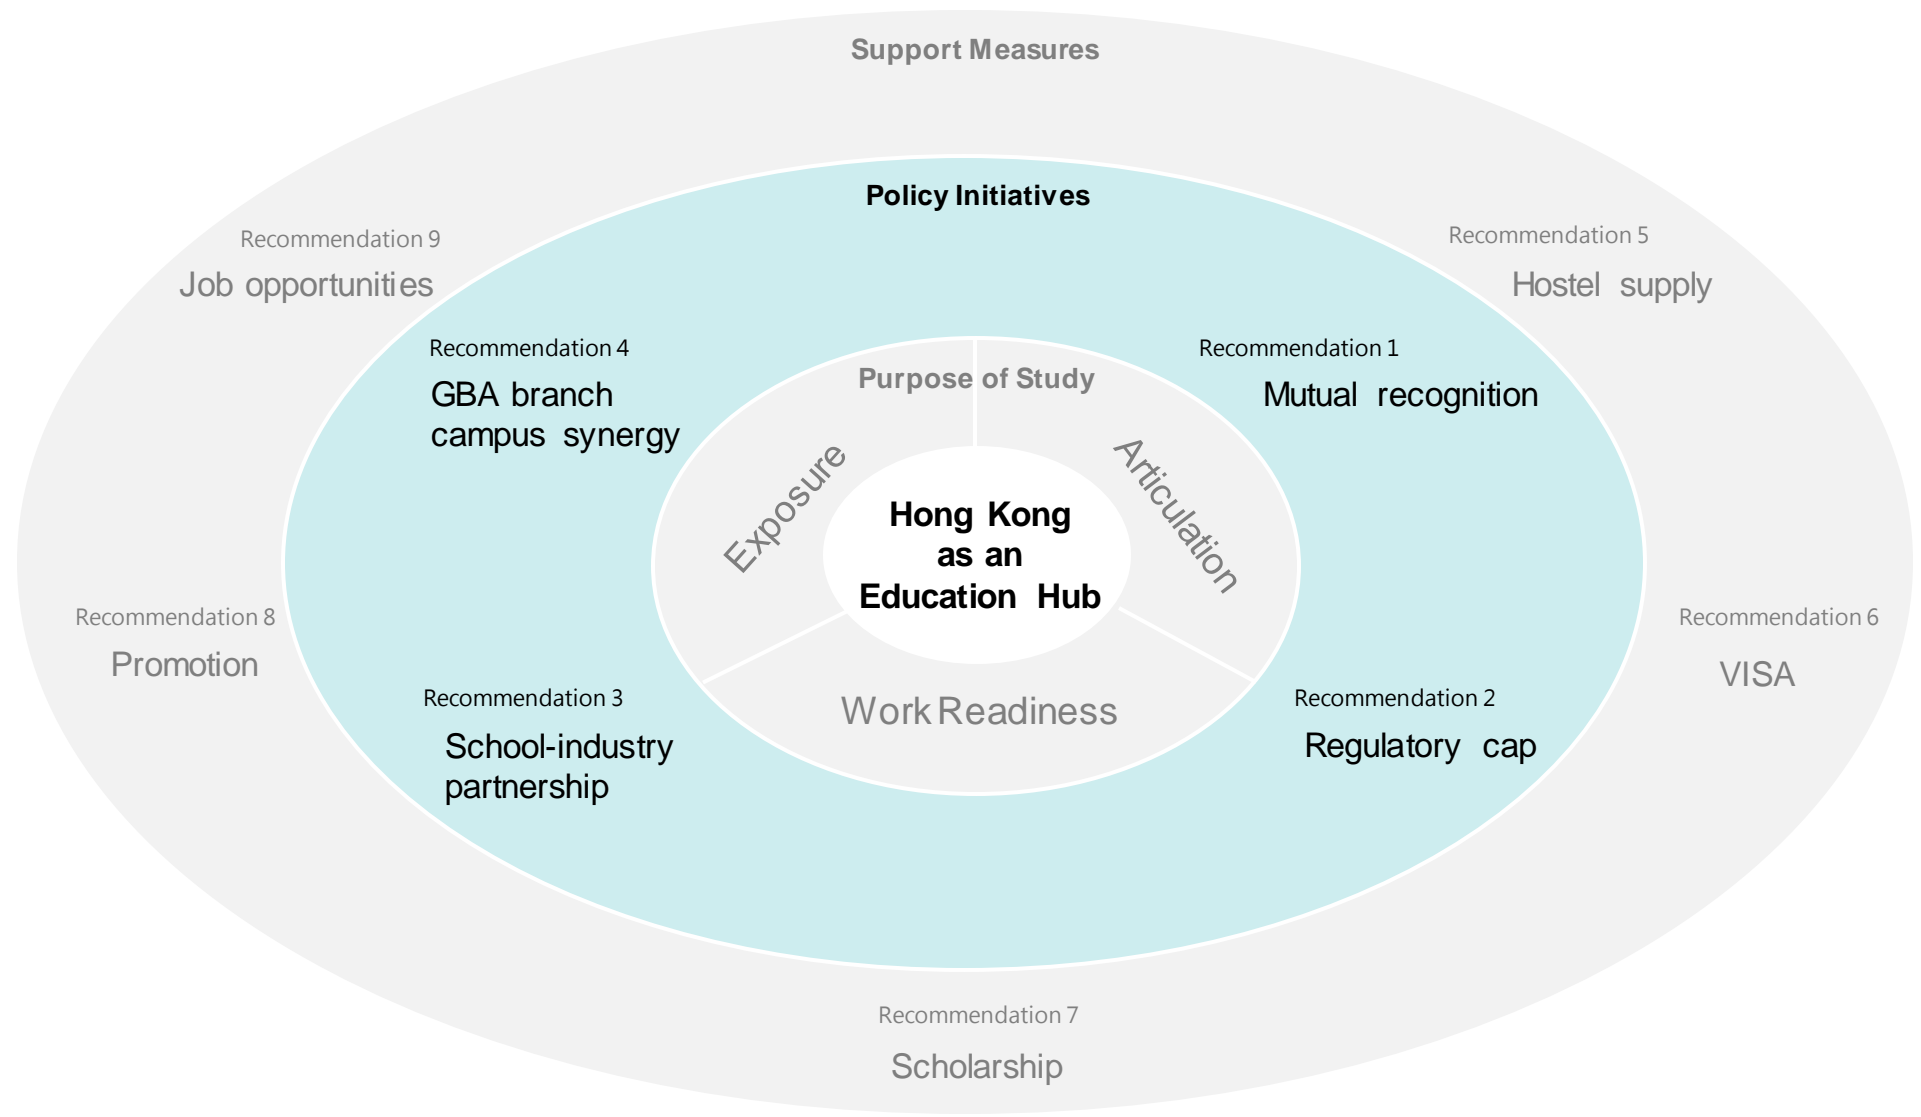 Support Measures
Policy Initiatives
Recommendation 9
Job opportunities
Recommendation 5
Hostel supply
Recommendation 4
GBA branch
campus synergy
Recommendation 1
Mutual recognition
Purpose of Study
Exposure
Articulation
Hong Kong
as an
Education Hub
Work Readiness
Recommendation 8
Promotion
Recommendation 6
VISA
Recommendation 3
School-industry
partnership
Recommendation 2
Regulatory cap
Recommendation 7
Scholarship